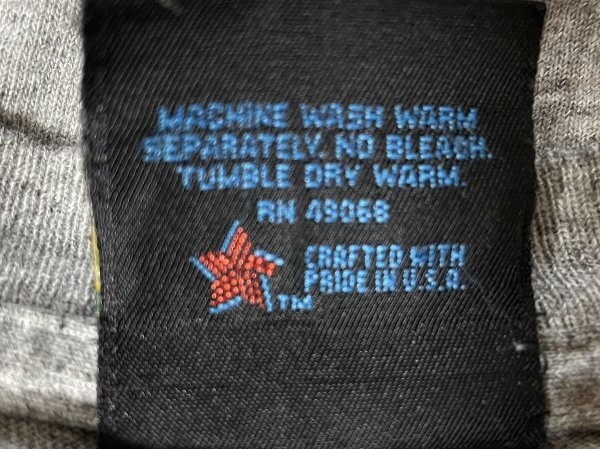 MACHINE WASH WARM
SEPARATELY. NO BLEACH.
TUMBLE DRY WARM.
RN 49068
CRAFTED WITH
PRIDE IN U.S.A.
TM